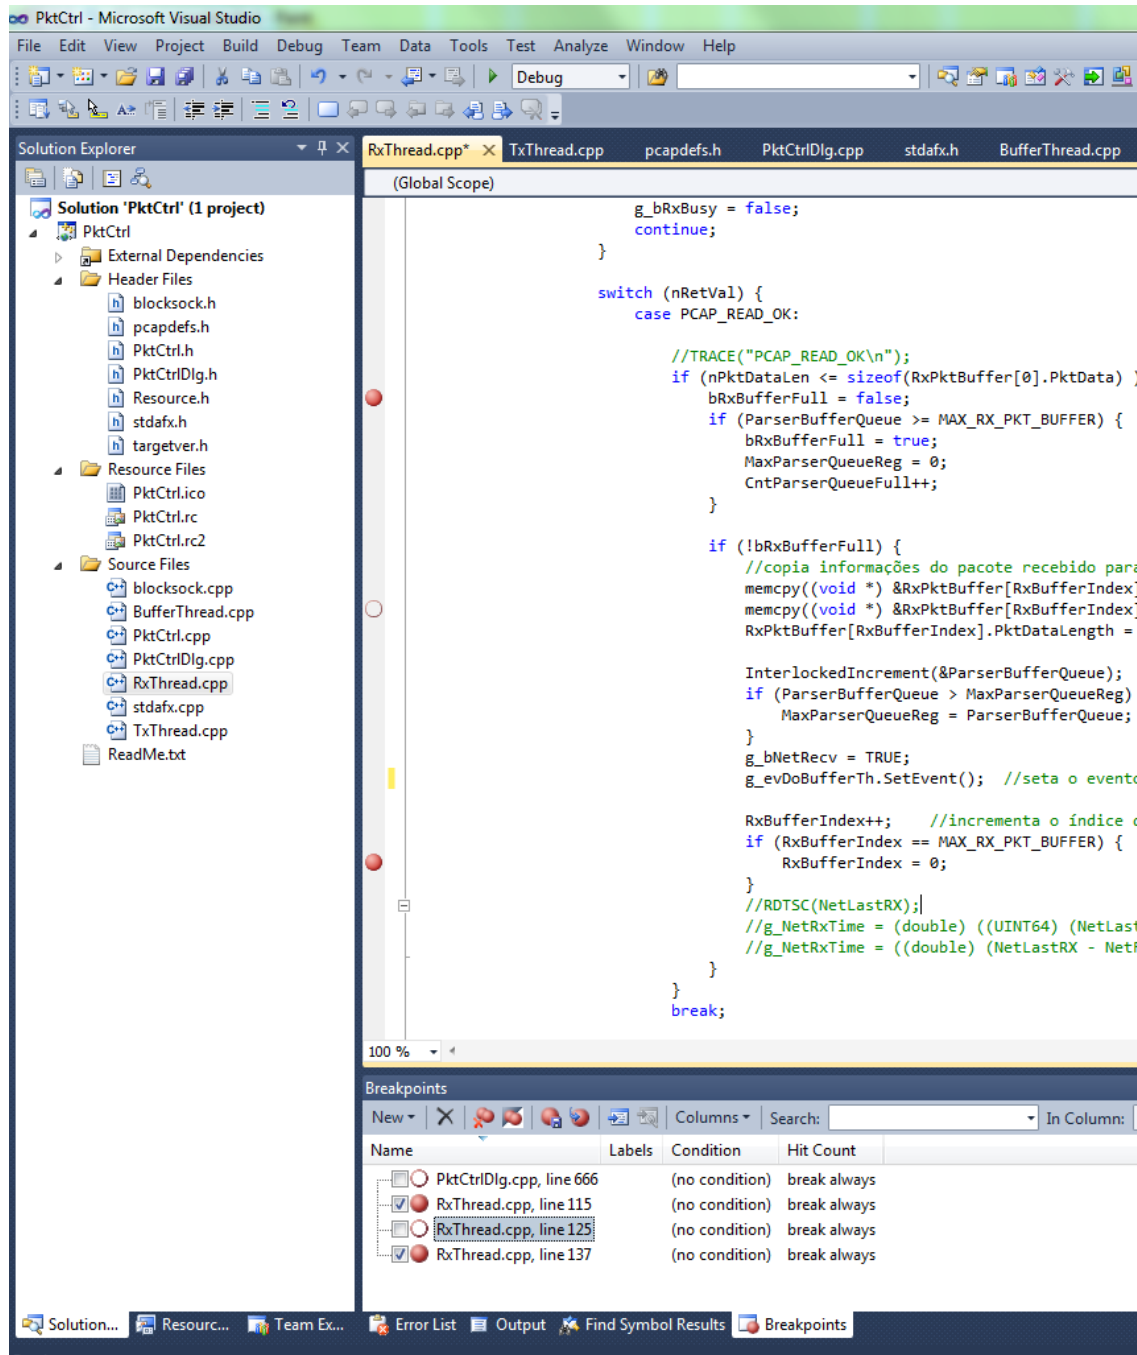 PktCtrl - Microsoft Visual Studio
File Edit View Project Build Debug Team Data Tools Test Analyze Window Help
Debug
Solution Explorer
RxThread.cpp* TxThread.cpp pcapdefs.h PktCtrlDlg.cpp stdafx.h BufferThread.cpp
(Global Scope)
Solution 'PktCtrl' (1 project)
PktCtrl
External Dependencies
Header Files
blocksock.h
pcapdefs.h
PktCtrl.h
PktCtrlDlg.h
Resource.h
stdafx.h
targetver.h
Resource Files
PktCtrl.ico
PktCtrl.rc
PktCtrl.rc2
Source Files
blocksock.cpp
BufferThread.cpp
PktCtrl.cpp
PktCtrlDlg.cpp
RxThread.cpp
stdafx.cpp
TxThread.cpp
ReadMe.txt
g_bRxBusy = false;
continue;
}
switch (nRetVal) {
case PCAP_READ_OK:
//TRACE("PCAP_READ_OK\n");
if (nPktDataLen <= sizeof(RxPktBuffer[0].PktData) )
bRxBufferFull = false;
if (ParserBufferQueue >= MAX_RX_PKT_BUFFER) {
bRxBufferFull = true;
MaxParserQueueReg = 0;
CntParserQueueFull++;
}
if (!bRxBufferFull) {
//copia informações do pacote recebido para
memcpy((void *) &RxPktBuffer[RxBufferIndex]
memcpy((void *) &RxPktBuffer[RxBufferIndex]
RxPktBuffer[RxBufferIndex].PktDataLength =
InterlockedIncrement(&ParserBufferQueue);
if (ParserBufferQueue > MaxParserQueueReg)
MaxParserQueueReg = ParserBufferQueue;
}
g_bNetRecv = TRUE;
g_evDoBufferTh.SetEvent(); //seta o evento
RxBufferIndex++; //incrementa o índice
if (RxBufferIndex == MAX_RX_PKT_BUFFER) {
RxBufferIndex = 0;
}
//RDTSC(NetLastRX);
//g_NetRxTime = (double) ((UINT64) (NetLast
//g_NetRxTime = ((double) (NetLastRX - Net
}
}
break;
100 %
Breakpoints
New Columns Search: In Column:
Name Labels Condition Hit Count
PktCtrlDlg.cpp, line 666 (no condition) break always
RxThread.cpp, line 115 (no condition) break always
RxThread.cpp, line 125 (no condition) break always
RxThread.cpp, line 137 (no condition) break always
Solution... Resourc... Team Ex... Error List Output Find Symbol Results Breakpoints